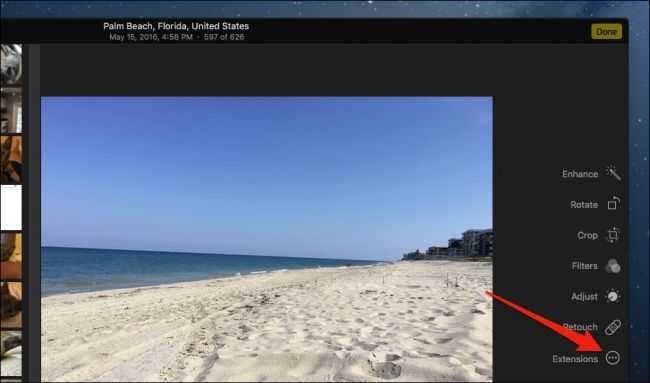 Palm Beach, Florida, United States
May 15, 2016, 4:58 PM · 597 of 626
Done
Enhance
Rotate
Crop
Filters
Adjust
Retouch
Extensions